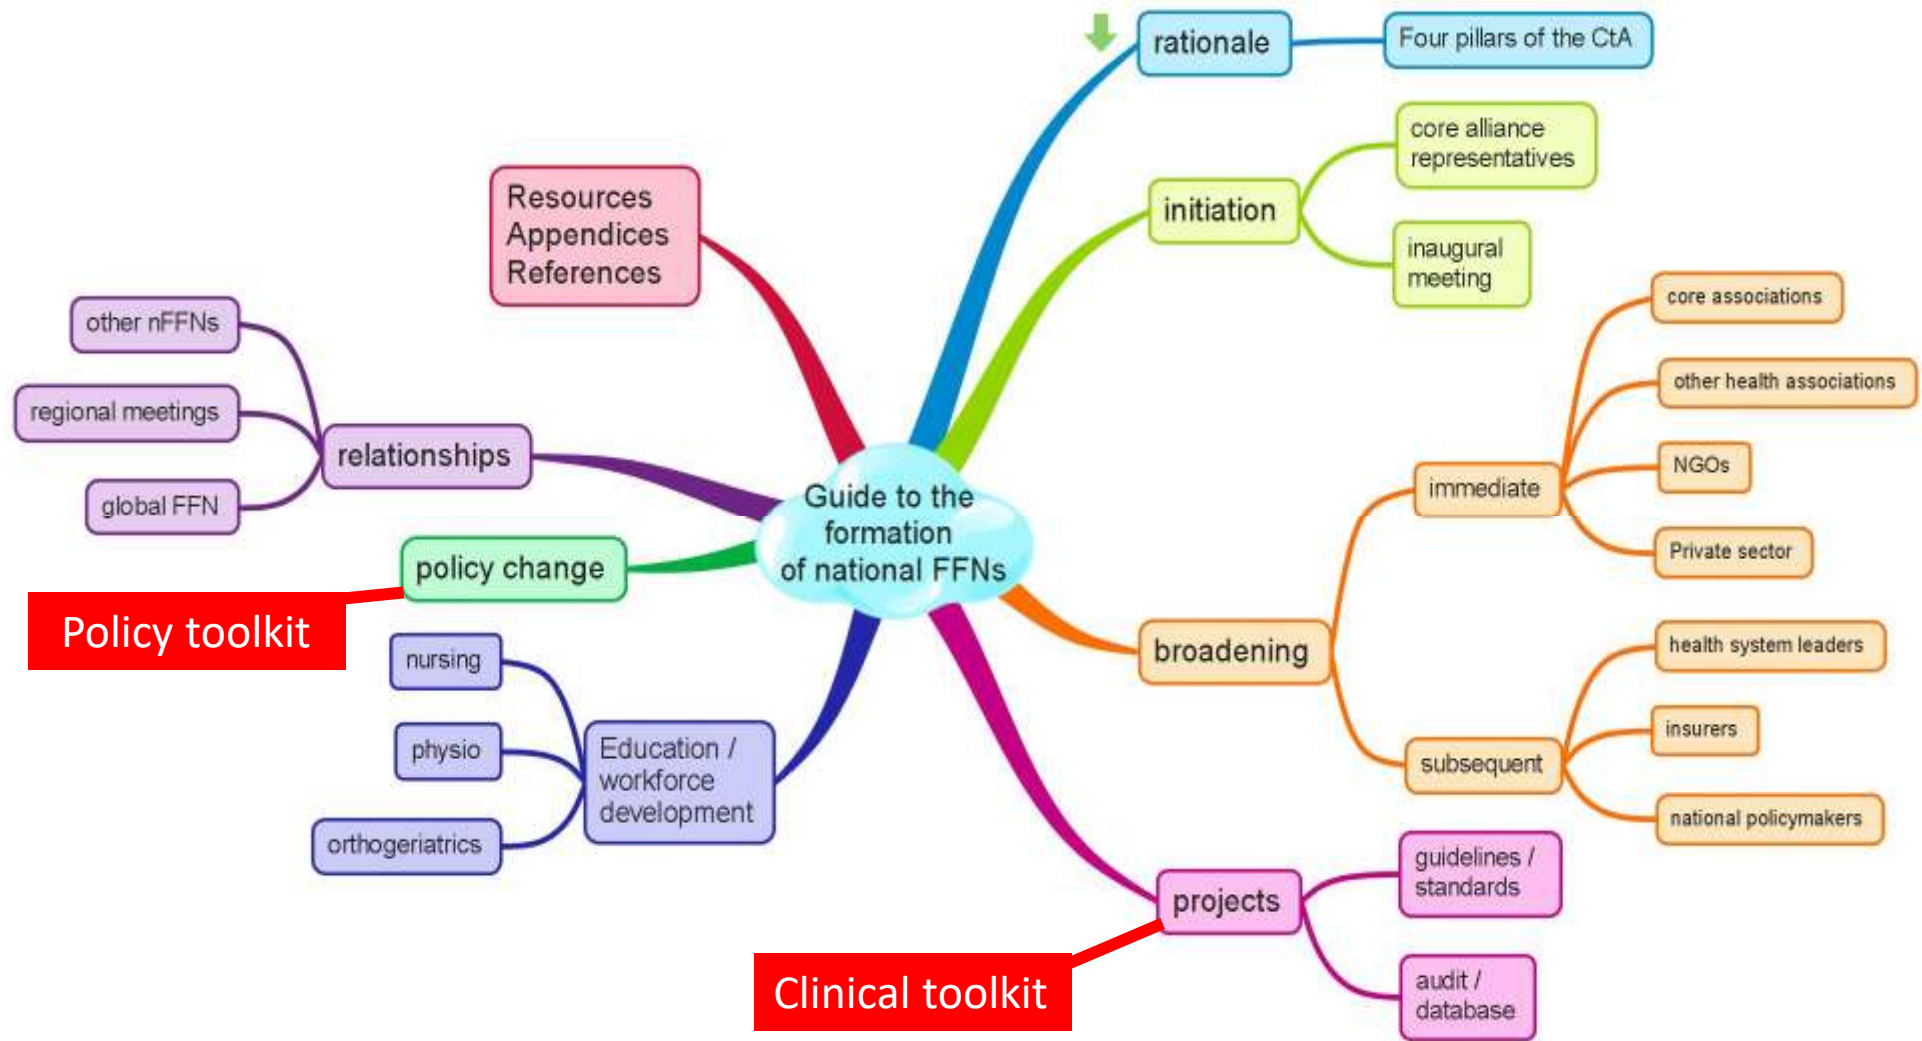 Guide to the
formation
of national FFNs
rationale
Four pillars of the CtA
initiation
core alliance
representatives
inaugural
meeting
broadening
immediate
core associations
other health associations
NGOs
Private sector
subsequent
health system leaders
insurers
national policymakers
projects
guidelines /
standards
audit /
database
Clinical toolkit
Education /
workforce
development
nursing
physio
orthogeriatrics
policy change
Policy toolkit
relationships
other nFFNs
regional meetings
global FFN
Resources
Appendices
References